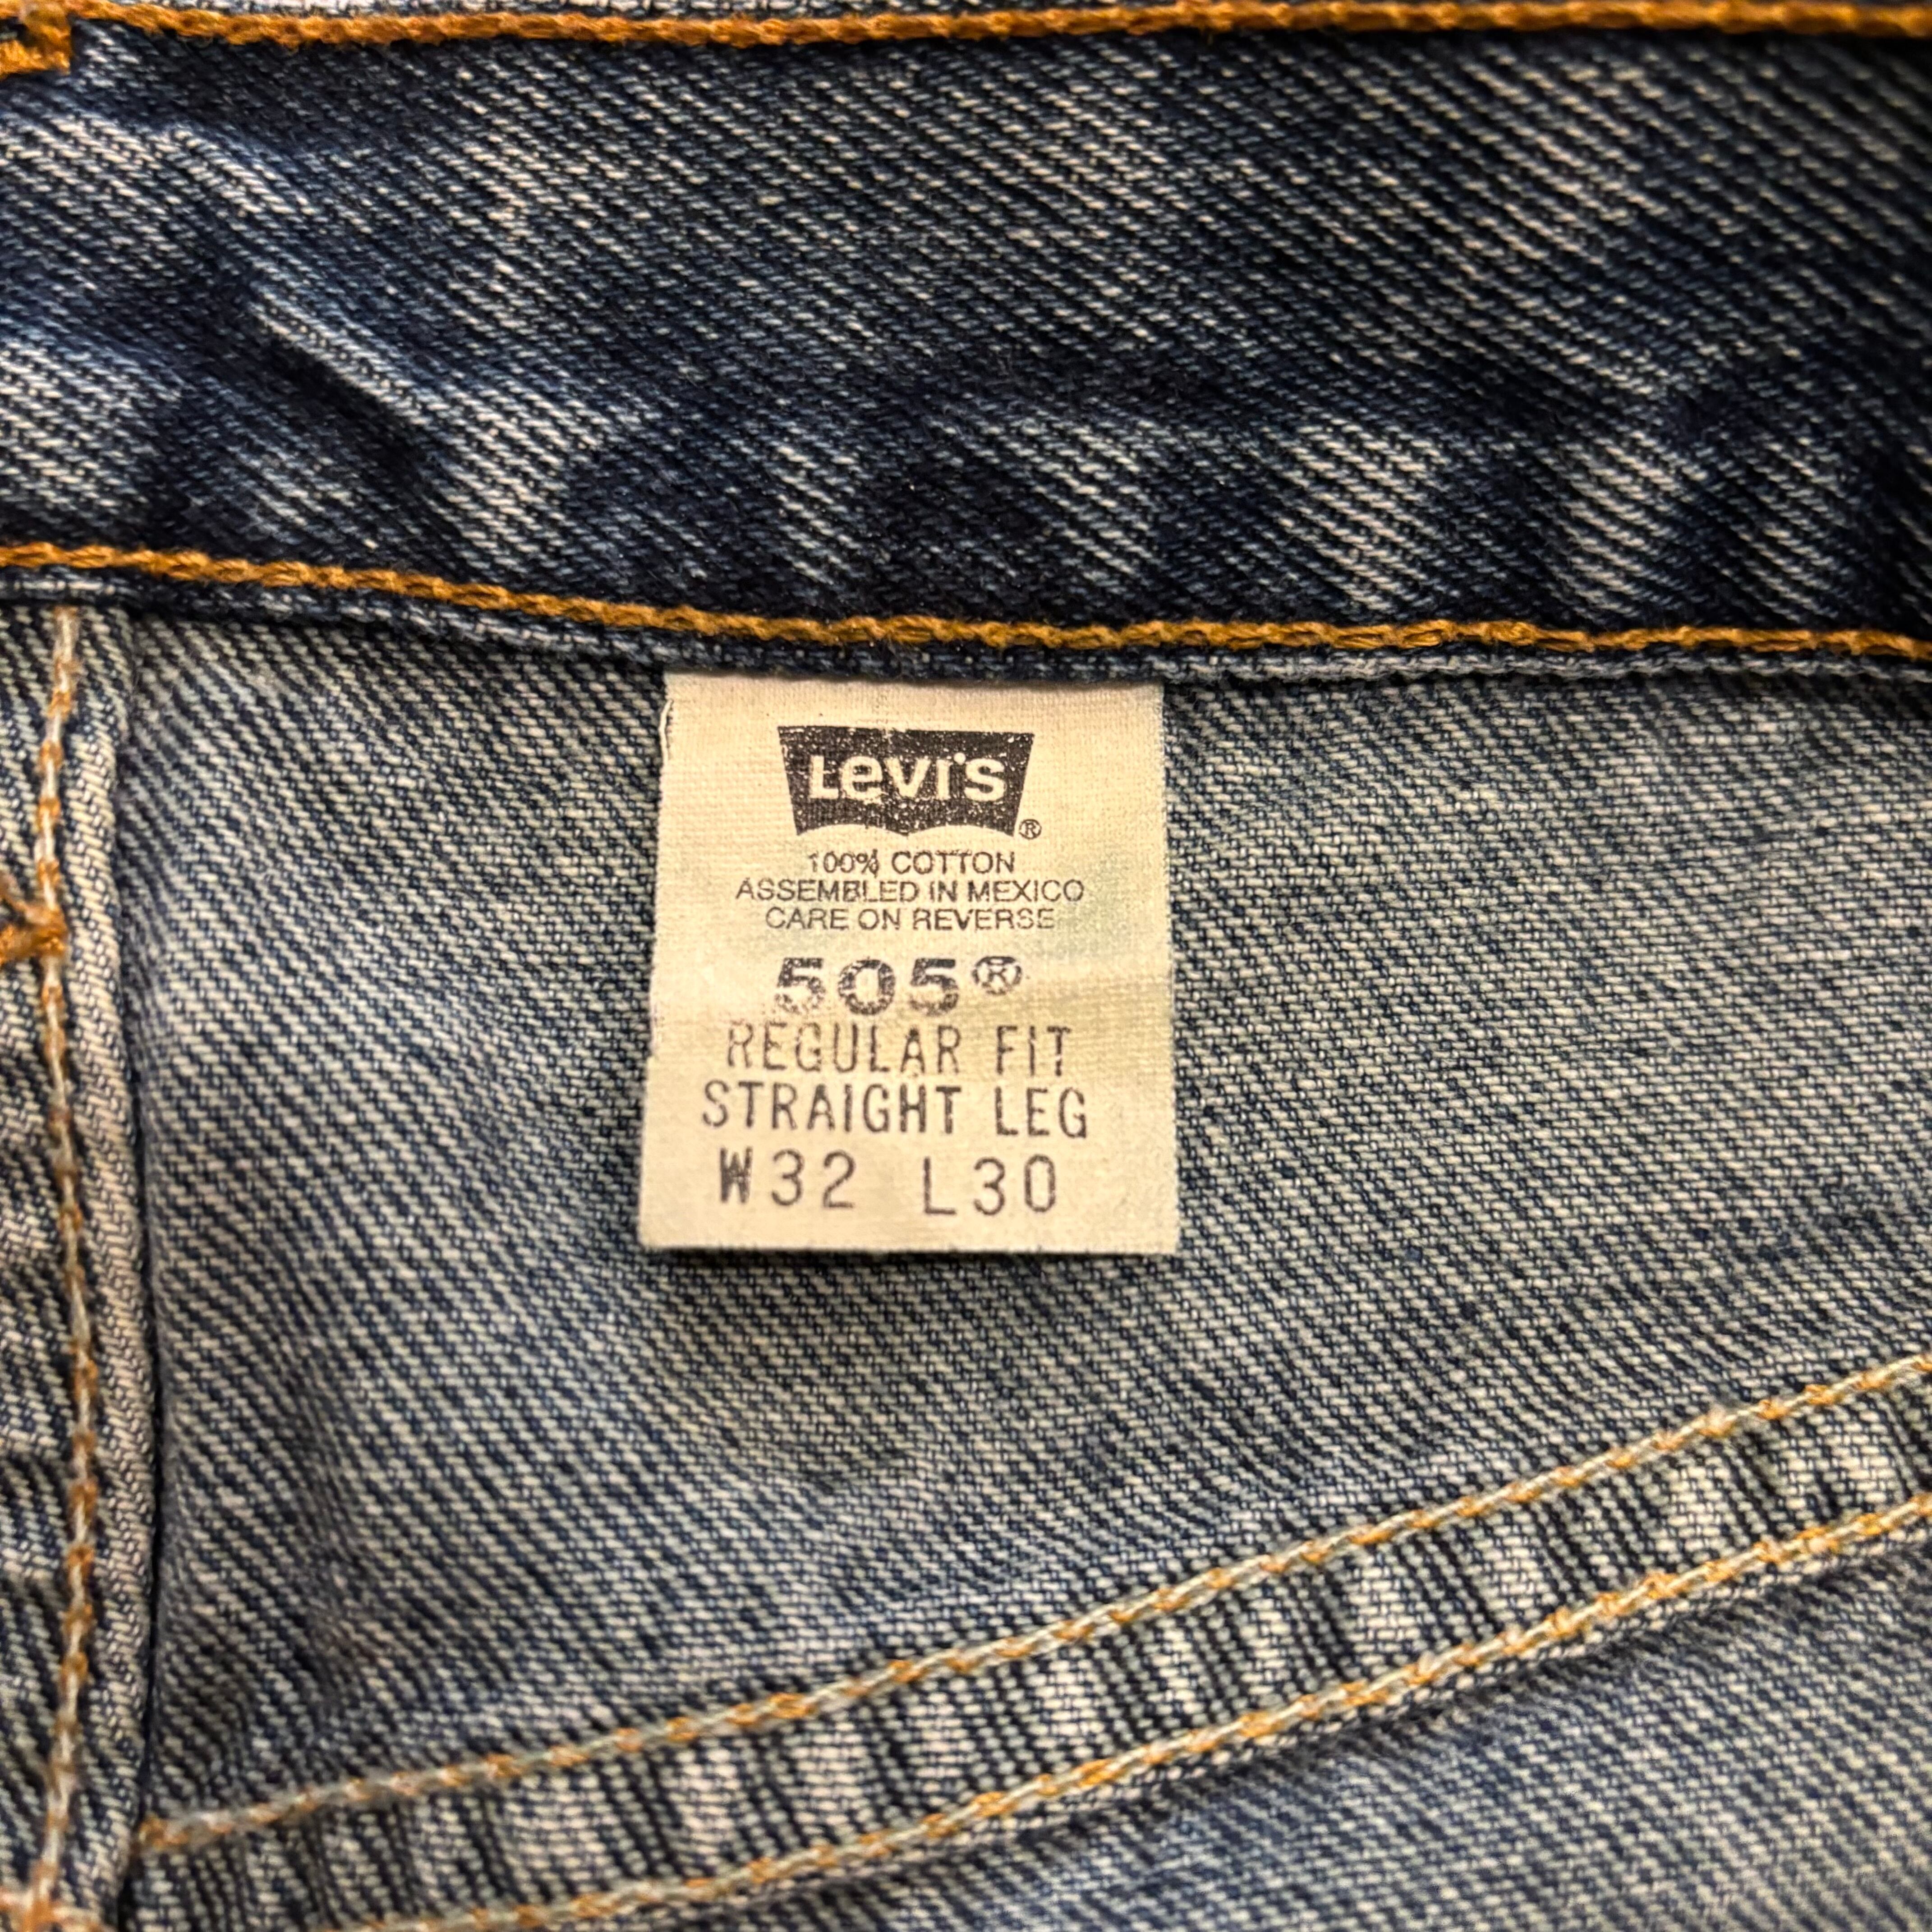 Levi's®
100% COTTON
ASSEMBLED IN MEXICO
CARE ON REVERSE
505®
REGULAR FIT
STRAIGHT LEG
W32 L30